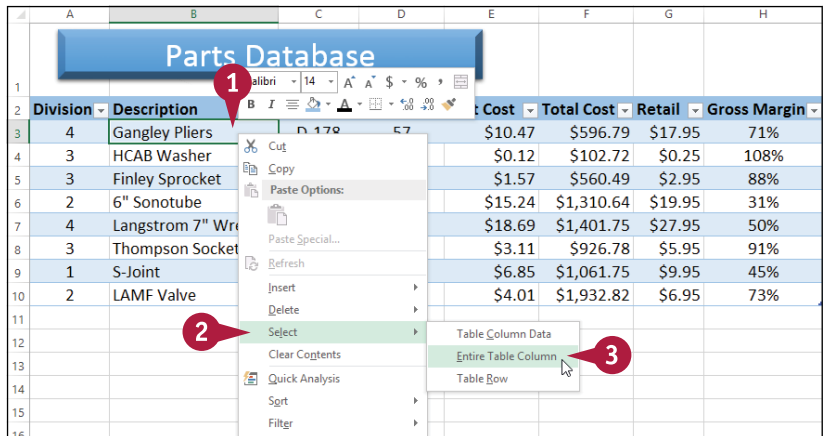 A B C D E F G H
Parts Database
1
alibri 14 A A $ % ,
B I A .00 .00
1
2 Division Description t Cost Total Cost Retail Gross Margin
3 4 Gangley Pliers D-178 57 $10.47 $596.79 $17.95 71%
4 3 HCAB Washer $0.12 $102.72 $0.25 108%
5 3 Finley Sprocket $1.57 $560.49 $2.95 88%
6 2 6" Sonotube $15.24 $1,310.64 $19.95 31%
7 4 Langstrom 7" Wre $18.69 $1,401.75 $27.95 50%
8 3 Thompson Socket $3.11 $926.78 $5.95 91%
9 1 S-Joint $6.85 $1,061.75 $9.95 45%
10 2 LAMF Valve $4.01 $1,932.82 $6.95 73%
11
12
13
14
15
16
Cut
Copy
Paste Options:
Paste Special...
Refresh
Insert
Delete
2
Select
Clear Contents
Quick Analysis
Sort
Filter
Table Column Data
Entire Table Column
3
Table Row